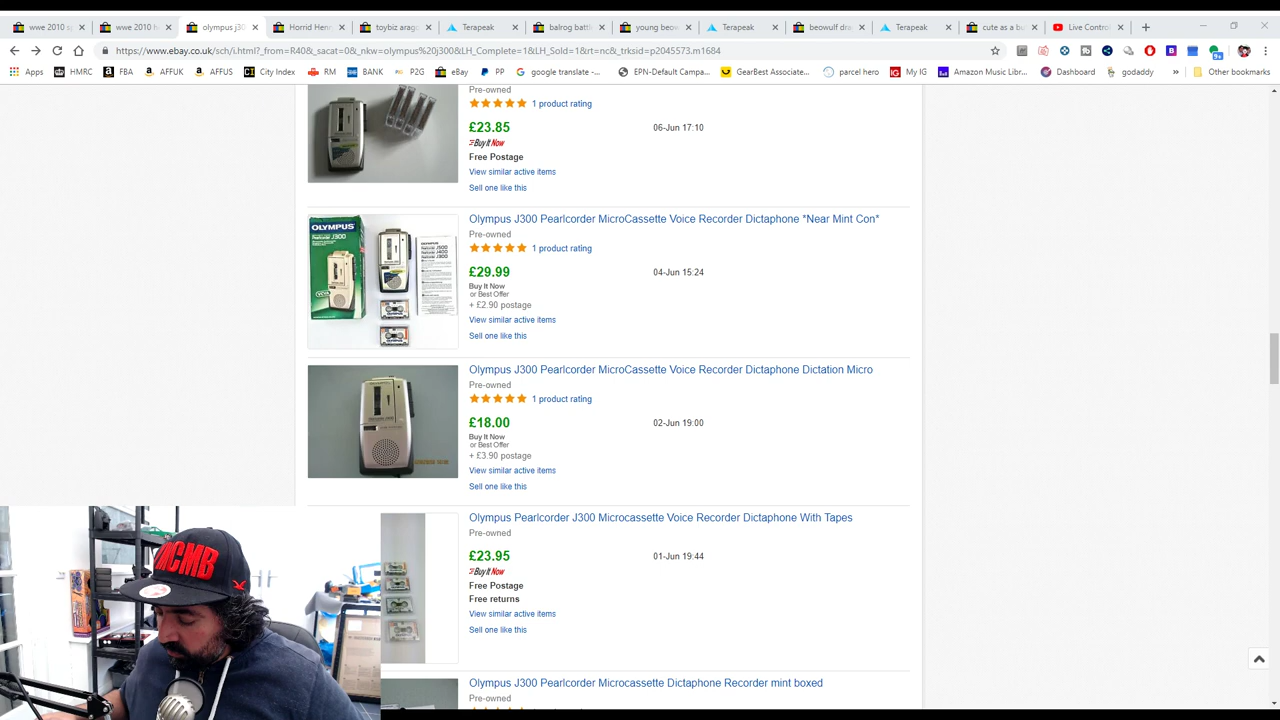 wwe 2010 s
wwe 2010 h
olympus j30
Horrid Henr
toybiz arago
Terapeak
balrog battl
young beow
Terapeak
beowulf dra
Terapeak
cute as a bu
Live Contro
https://www.ebay.co.uk/sch/i.html?_from=R40&_sacat=0&_nkw=olympus%20j300&LH_Complete=1&LH_Sold=1&rt=nc&_trksid=p2045573.m1684
Apps HMRC FBA AFFUK AFFUS City Index RM BANK P2G eBay PP google translate -... EPN-Default Campa... GearBest Associate... parcel hero My IG Amazon Music Libr... Dashboard godaddy » Other bookmarks
Pre-owned
1 product rating
£23.85 06-Jun 17:10
Buy It Now
Free Postage
View similar active items
Sell one like this
Olympus J300 Pearlcorder MicroCassette Voice Recorder Dictaphone *Near Mint Con*
Pre-owned
1 product rating
£29.99 04-Jun 15:24
Buy It Now
or Best Offer
+ £2.90 postage
View similar active items
Sell one like this
OLYMPUS
Olympus J300 Pearlcorder MicroCassette Voice Recorder Dictaphone Dictation Micro
Pre-owned
1 product rating
£18.00 02-Jun 19:00
Buy It Now
or Best Offer
+ £3.90 postage
View similar active items
Sell one like this
Olympus Pearlcorder J300 Microcassette Voice Recorder Dictaphone With Tapes
Pre-owned
£23.95 01-Jun 19:44
Buy It Now
Free Postage
Free returns
View similar active items
Sell one like this
Olympus J300 Pearlcorder Microcassette Dictaphone Recorder mint boxed
Pre-owned